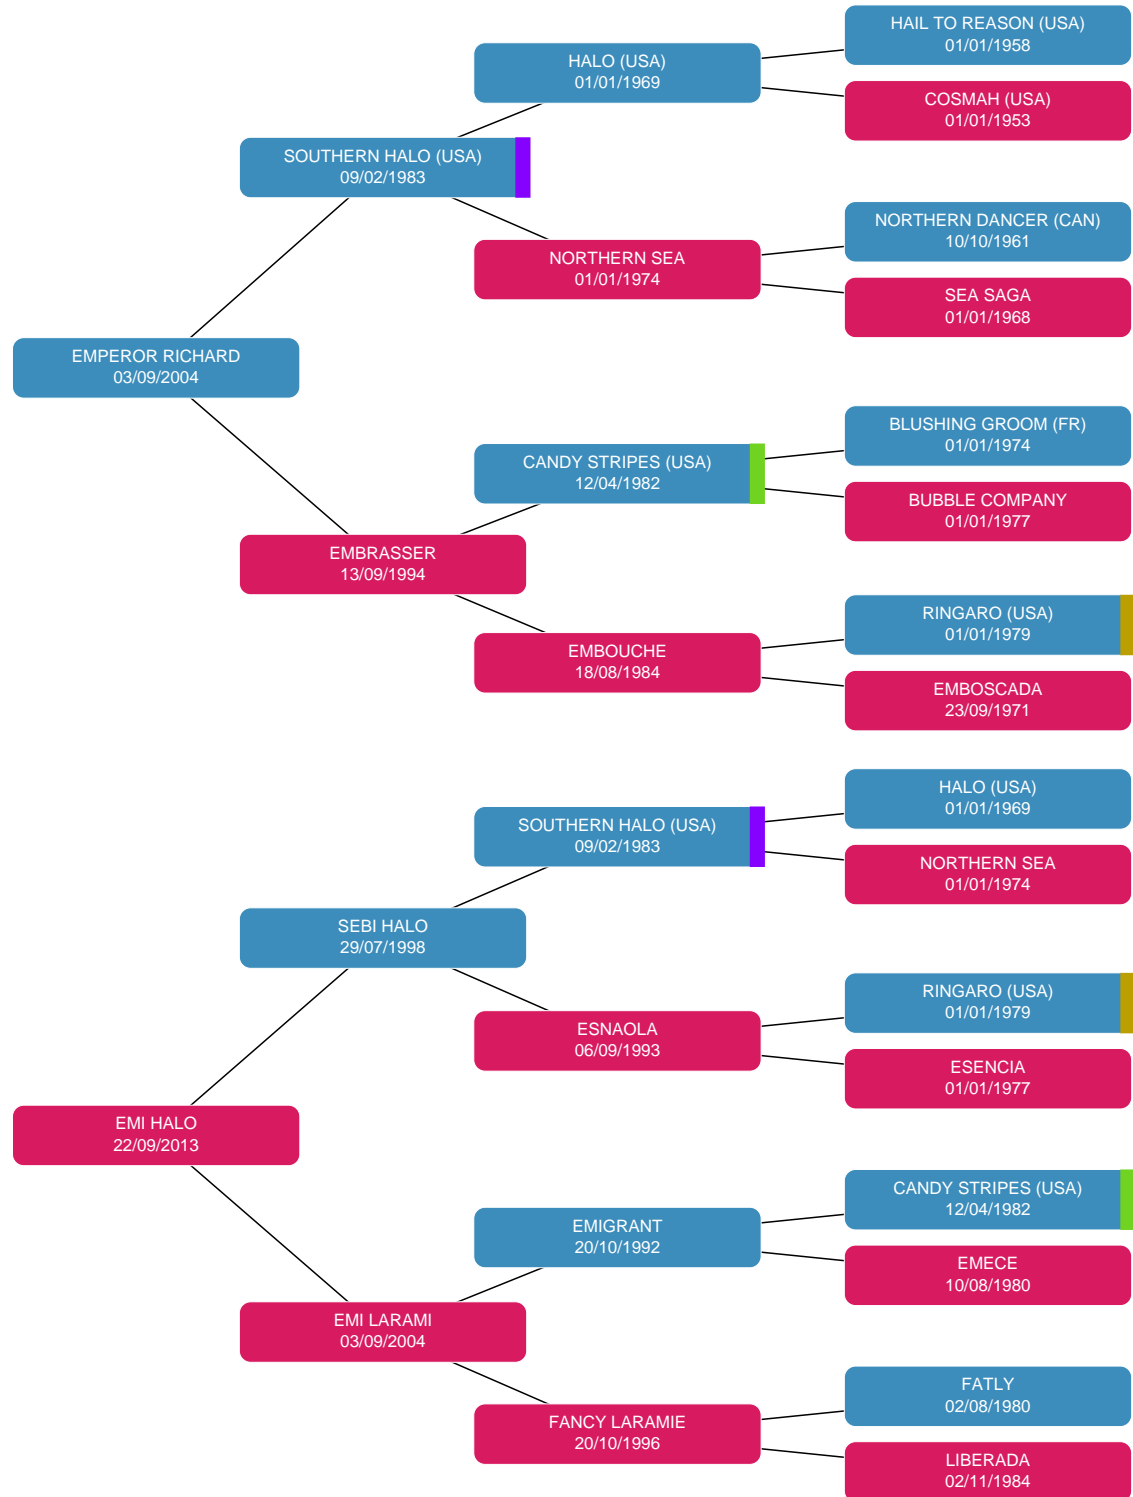 HAIL TO REASON (USA)
01/01/1958
HALO (USA)
01/01/1969
COSMAH (USA)
01/01/1953
SOUTHERN HALO (USA)
09/02/1983
NORTHERN DANCER (CAN)
10/10/1961
NORTHERN SEA
01/01/1974
SEA SAGA
01/01/1968
EMPEROR RICHARD
03/09/2004
BLUSHING GROOM (FR)
01/01/1974
CANDY STRIPES (USA)
12/04/1982
BUBBLE COMPANY
01/01/1977
EMBRASSER
13/09/1994
RINGARO (USA)
01/01/1979
EMBOUCHE
18/08/1984
EMBOSCADA
23/09/1971
HALO (USA)
01/01/1969
SOUTHERN HALO (USA)
09/02/1983
NORTHERN SEA
01/01/1974
SEBI HALO
29/07/1998
RINGARO (USA)
01/01/1979
ESNAOLA
06/09/1993
ESENCIA
01/01/1977
EMI HALO
22/09/2013
CANDY STRIPES (USA)
12/04/1982
EMIGRANT
20/10/1992
EMECE
10/08/1980
EMI LARAMI
03/09/2004
FATLY
02/08/1980
FANCY LARAMIE
20/10/1996
LIBERADA
02/11/1984